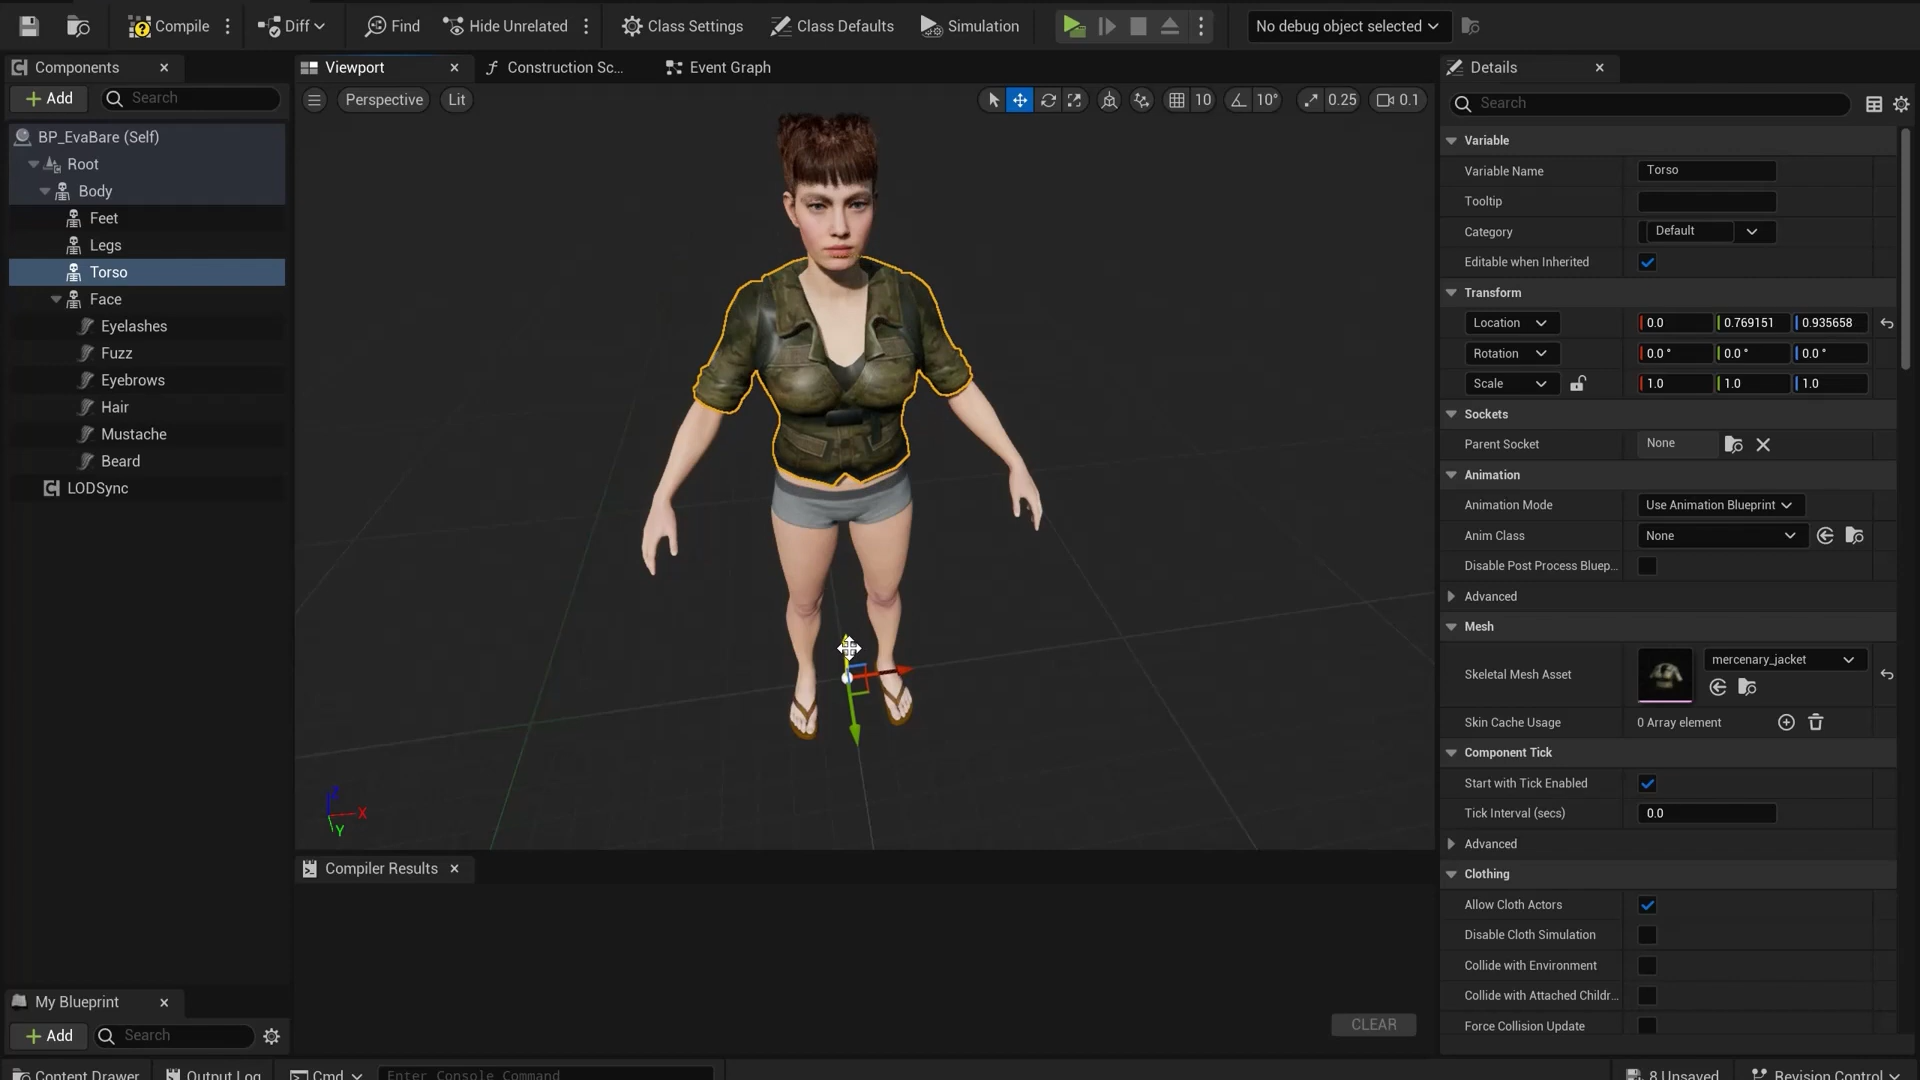 Compile
Diff
Find
Hide Unrelated
Class Settings
Class Defaults
Simulation
No debug object selected
Components
Add
Search
BP_EvaBare (Self)
Root
Body
Feet
Legs
Torso
Face
Eyelashes
Fuzz
Eyebrows
Hair
Mustache
Beard
LODSync
My Blueprint
Add
Search
Viewport
Construction Sc...
Event Graph
Perspective
Lit
10
10°
0.25
0.1
Z
X
Y
Compiler Results
CLEAR
Details
Search
Variable
Variable Name
Torso
Tooltip
Category
Default
Editable when Inherited
Transform
Location
0.0
0.769151
0.935658
Rotation
0.0 °
0.0 °
0.0 °
Scale
1.0
1.0
1.0
Sockets
Parent Socket
None
Animation
Animation Mode
Use Animation Blueprint
Anim Class
None
Disable Post Process Bluep...
Advanced
Mesh
Skeletal Mesh Asset
mercenary_jacket
Skin Cache Usage
0 Array element
Component Tick
Start with Tick Enabled
Tick Interval (secs)
0.0
Advanced
Clothing
Allow Cloth Actors
Disable Cloth Simulation
Collide with Environment
Collide with Attached Childr...
Force Collision Update
Content Drawer
Output Log
Cmd
Enter Console Command
8 Unsaved
Revision Control